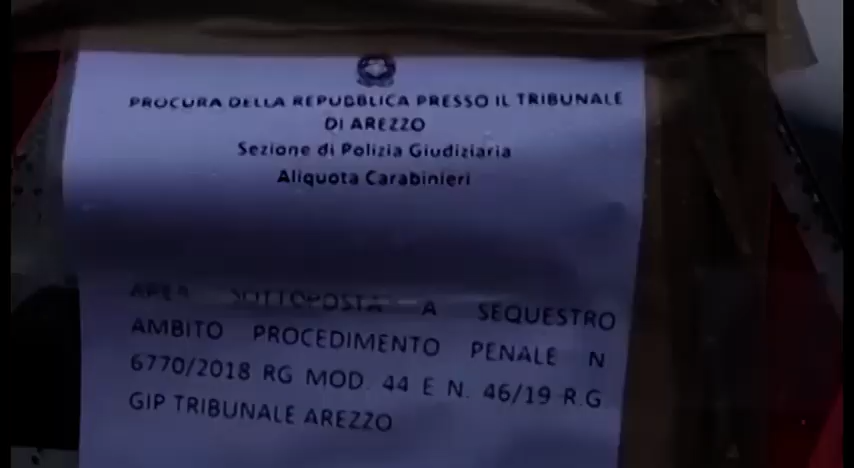 PROCURA DELLA REPUBBLICA PRESSO IL TRIBUNALE
DI AREZZO
Sezione di Polizia Giudiziaria
Aliquota Carabinieri
AREA SOTTOPOSTA A SEQUESTRO
AMBITO PROCEDIMENTO PENALE N
6770/2018 RG MOD. 44 E N. 46/19 R.G
GIP TRIBUNALE AREZZO